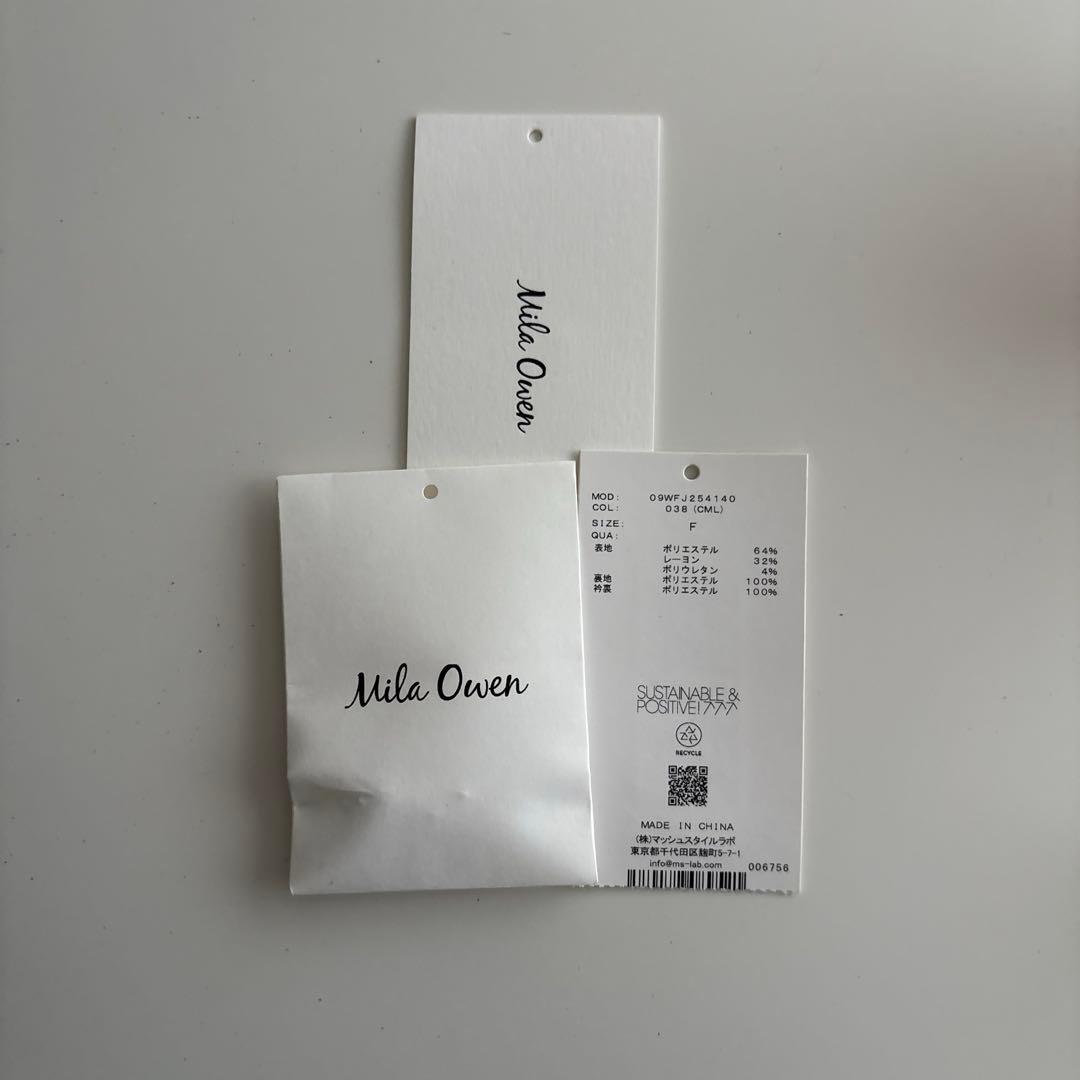 Mila Owen
Mila Owen
MOD: 09WFJ254140
COL: 038 (CML)
SIZE: F
QUA:
表地 ポリエステル 64%
レーヨン 32%
ポリウレタン 4%
裏地 ポリエステル 100%
衿裏 ポリエステル 100%
SUSTAINABLE &
POSITIVE! 777
RECYCLE
MADE IN CHINA
(株)マッシュスタイルラボ
東京都千代田区麹町5-7-1
info@ms-lab.com 006756